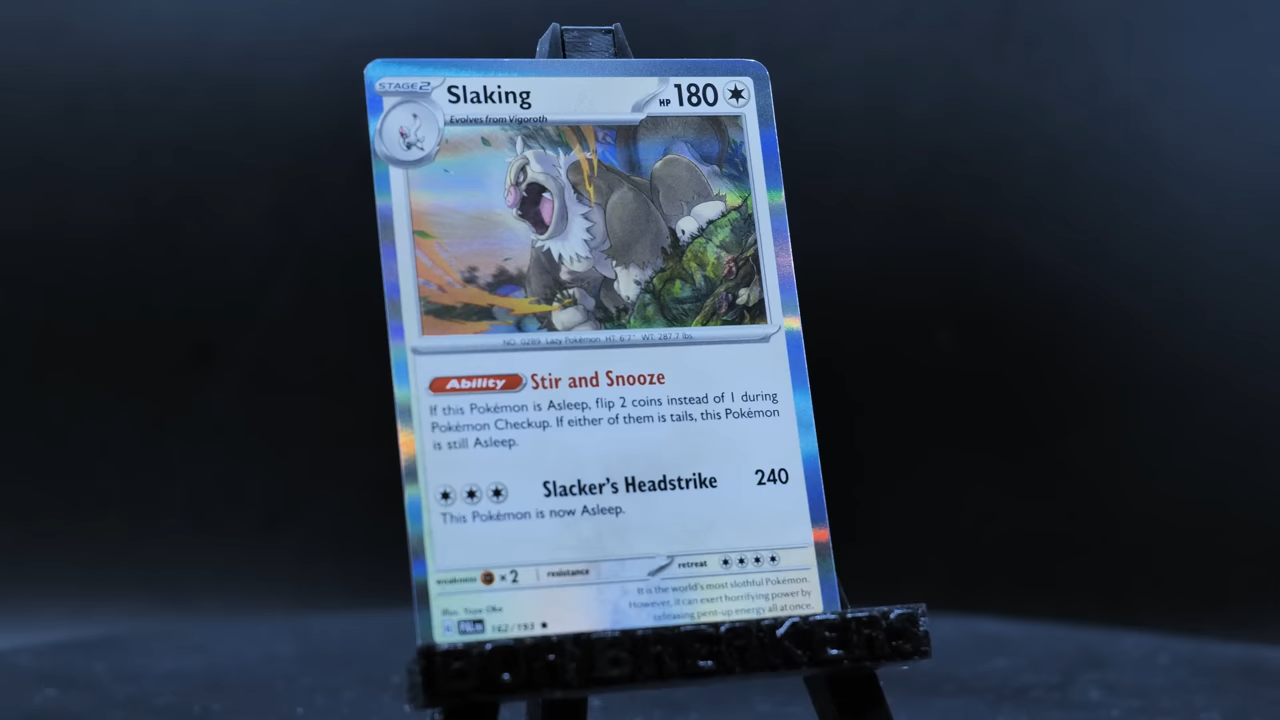 STAGE2
Slaking
HP 180
Evolves from Vigoroth
NO. 0289 Lazy Pokémon HT: 6'7" WT: 287.7 lbs
Ability Stir and Snooze
If this Pokémon is Asleep, flip 2 coins instead of 1 during
Pokémon Checkup. If either of them is tails, this Pokémon
is still Asleep.
Slacker's Headstrike 240
This Pokémon is now Asleep.
weakness ×2 resistance retreat
It is the world's most slothful Pokémon.
However, it can exert horrifying power by
releasing pent-up energy all at once.
Illus.
PAL EN 162/193